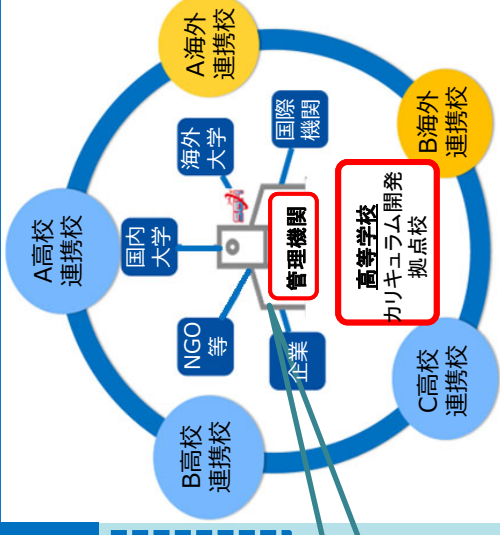 A高校
連携校
A海外
連携校
B高校
連携校
国内
大学
海外
大学
NGO
等
国際
機関
企業
管理機関
高等学校
カリキュラム開発
拠点校
B海外
連携校
C高校
連携校